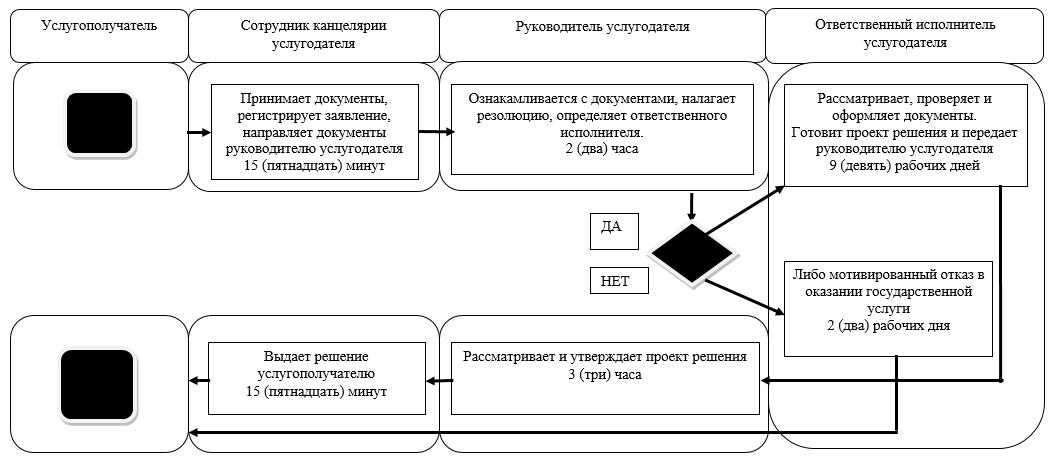 Услугополучатель
Сотрудник канцелярии
услугодателя
Руководитель услугодателя
Ответственный исполнитель
услугодателя
Принимает документы,
регистрирует заявление,
направляет документы
руководителю услугодателя
15 (пятнадцать) минут
Ознакамливается с документами, налагает
резолюцию, определяет ответственного
исполнителя.
2 (два) часа
Рассматривает, проверяет и
оформляет документы.
Готовит проект решения и передает
руководителю услугодателя
9 (девять) рабочих дней
ДА
НЕТ
Либо мотивированный отказ в
оказании государственной
услуги
2 (два) рабочих дня
Выдает решение
услугополучателю
15 (пятнадцать) минут
Рассматривает и утверждает проект решения
3 (три) часа